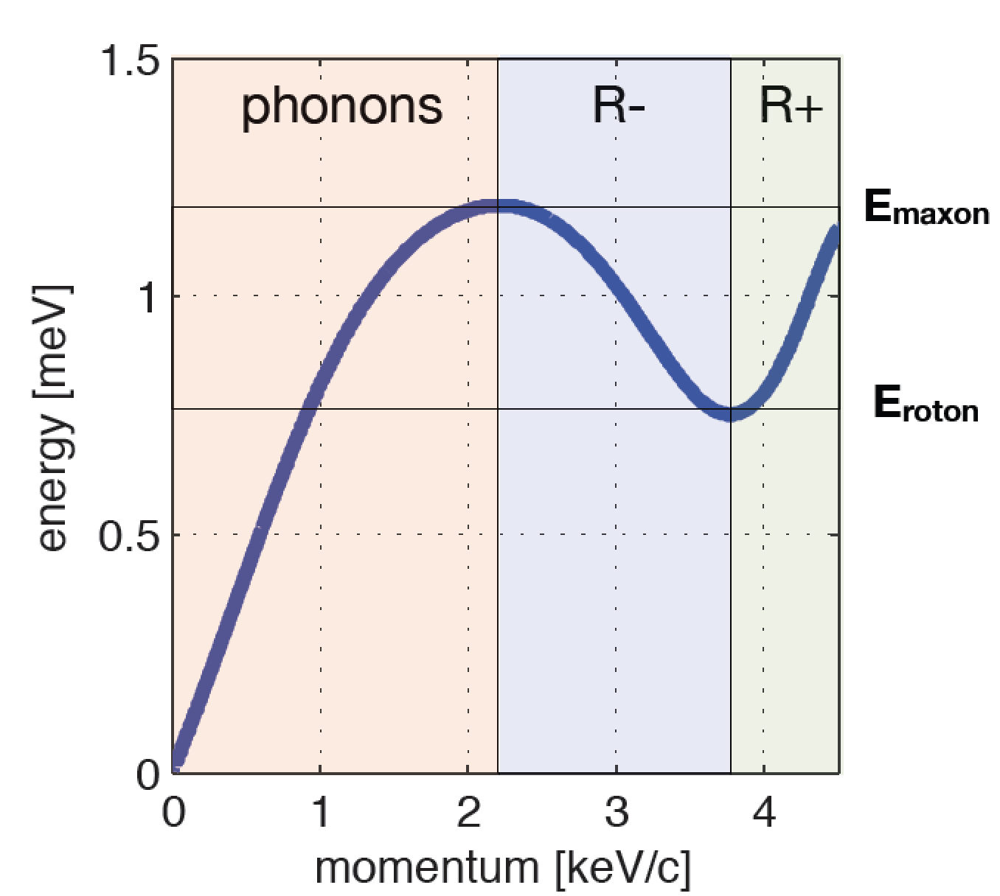 1.5
phonons
R-
R+
Emaxon
1
Eroton
energy [meV]
0.5
0
0
1
2
3
4
momentum [keV/c]